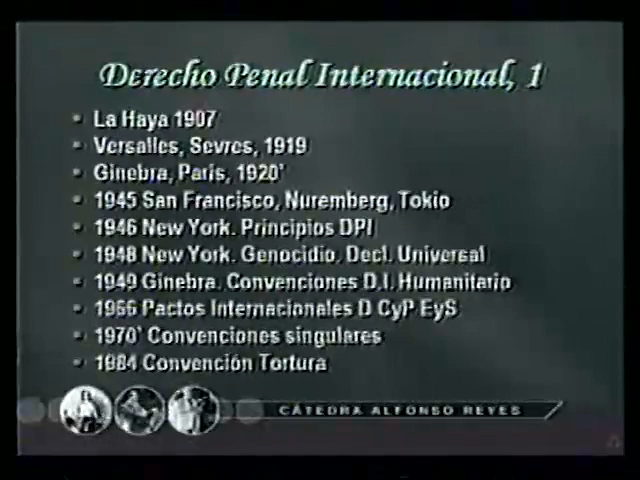 Derecho Penal Internacional, 1
La Haya 1907
Versalles, Sevres, 1919
Ginebra, París, 1920'
1945 San Francisco, Nuremberg, Tokio
1946 New York. Principios DPI
1948 New York. Genocidio. Decl. Universal
1949 Ginebra. Convenciones D.I. Humanitario
1966 Pactos Internacionales D CyP EyS
1970' Convenciones singulares
1984 Convención Tortura
CÁTEDRA ALFONSO REYES